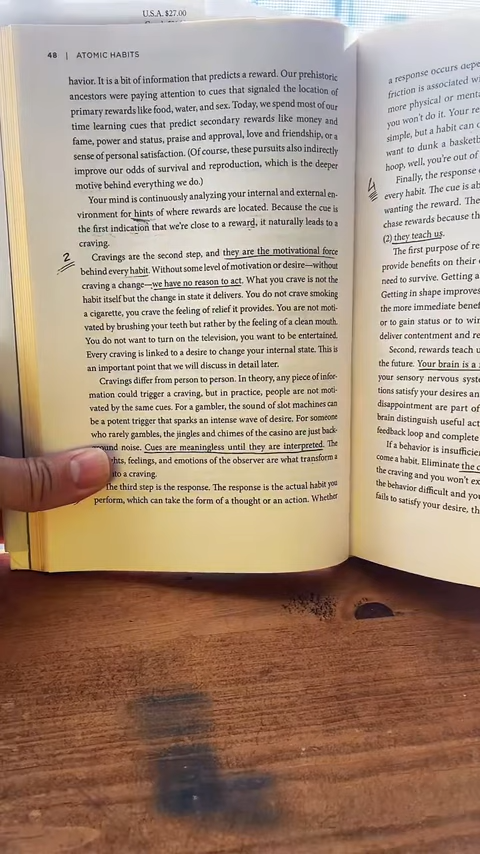 U.S.A. $27.00
48 | ATOMIC HABITS
havior. It is a bit of information that predicts a reward. Our prehistoric
ancestors were paying attention to cues that signaled the location of
primary rewards like food, water, and sex. Today, we spend most of our
time learning cues that predict secondary rewards like money and
fame, power and status, praise and approval, love and friendship, or a
sense of personal satisfaction. (Of course, these pursuits also indirectly
improve our odds of survival and reproduction, which is the deeper
motive behind everything we do.)
Your mind is continuously analyzing your internal and external en-
vironment for hints of where rewards are located. Because the cue is
the first indication that we're close to a reward, it naturally leads to a
craving.
2
Cravings are the second step, and they are the motivational force
behind every habit. Without some level of motivation or desire—without
craving a change—we have no reason to act. What you crave is not the
habit itself but the change in state it delivers. You do not crave smoking
a cigarette, you crave the feeling of relief it provides. You are not moti-
vated by brushing your teeth but rather by the feeling of a clean mouth.
You do not want to turn on the television, you want to be entertained.
Every craving is linked to a desire to change your internal state. This is
an important point that we will discuss in detail later.
Cravings differ from person to person. In theory, any piece of infor-
mation could trigger a craving, but in practice, people are not moti-
vated by the same cues. For a gambler, the sound of slot machines can
be a potent trigger that sparks an intense wave of desire. For someone
who rarely gambles, the jingles and chimes of the casino are just back-
ound noise. Cues are meaningless until they are interpreted. The
hts, feelings, and emotions of the observer are what transform a
into a craving.
The third step is the response. The response is the actual habit you
perform, which can take the form of a thought or an action. Whether
a response occurs depe
friction is associated w
more physical or ment
you won't do it. Your re
simple, but a habit can o
want to dunk a basketb
hoop, well, you're out of
4
Finally, the response
every habit. The cue is ab
wanting the reward. The
chase rewards because th
(2) they teach us.
The first purpose of re
provide benefits on their
need to survive. Getting a
Getting in shape improves
the more immediate benef
or to gain status or to win
deliver contentment and re
Second, rewards teach u
the future. Your brain is a
your sensory nervous syste
tions satisfy your desires an
disappointment are part of
brain distinguish useful act
feedback loop and complete
If a behavior is insufficien
come a habit. Eliminate the c
the craving and you won't ex
the behavior difficult and you
fails to satisfy your desire, th